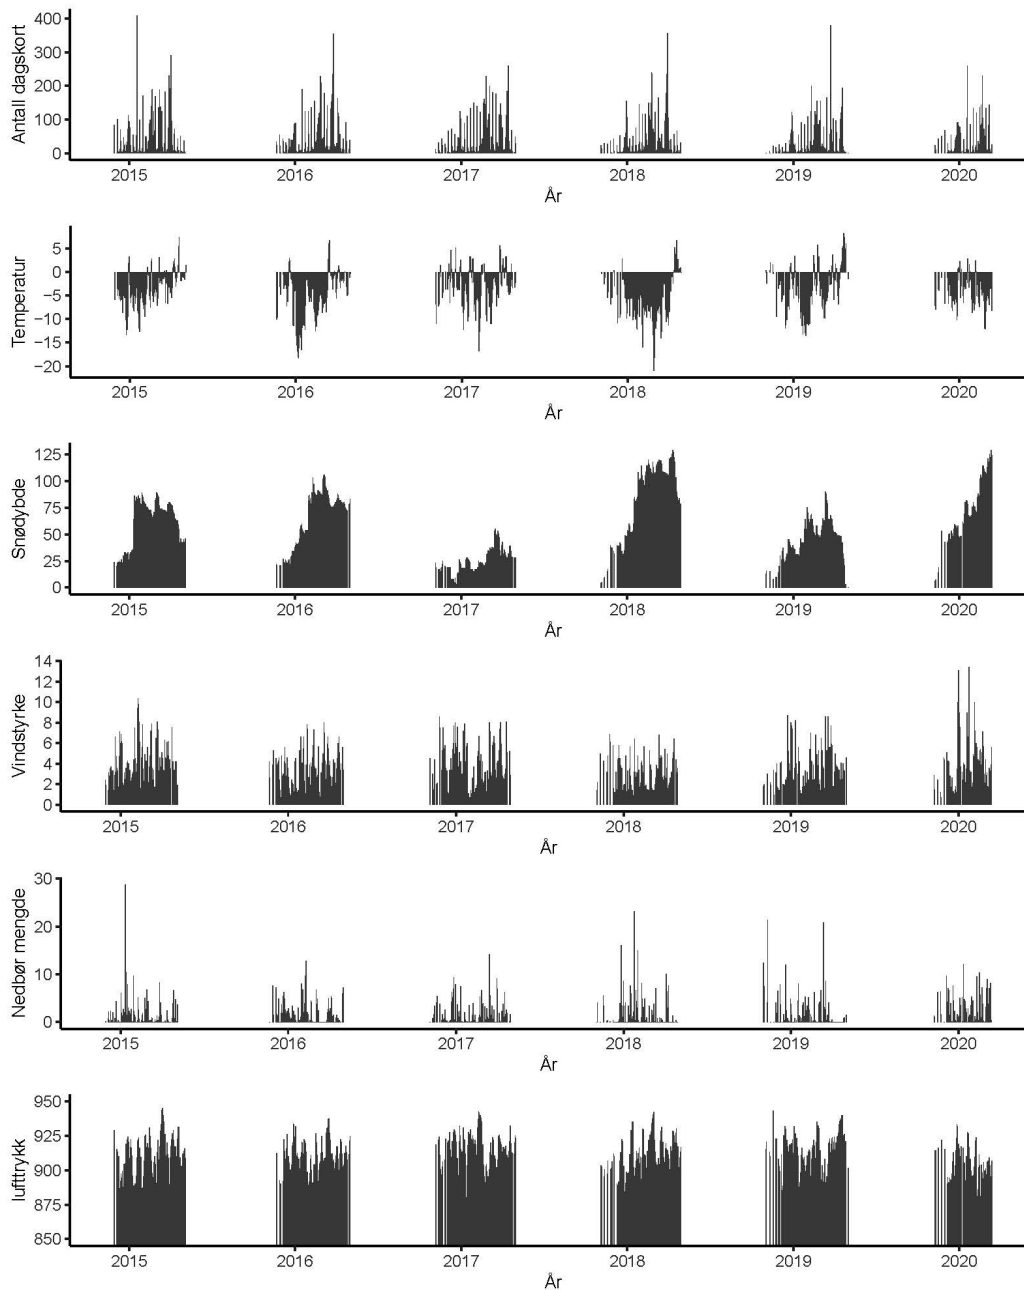 Antall dagskort
400
300
200
100
0
2015 2016 2017 2018 2019 2020
År
Temperatur
5
0
−5
−10
−15
−20
2015 2016 2017 2018 2019 2020
År
Snødybde
125
100
75
50
25
0
2015 2016 2017 2018 2019 2020
År
Vindstyrke
14
12
10
8
6
4
2
0
2015 2016 2017 2018 2019 2020
År
Nedbør mengde
30
20
10
0
2015 2016 2017 2018 2019 2020
År
lufttrykk
950
925
900
875
850
2015 2016 2017 2018 2019 2020
År